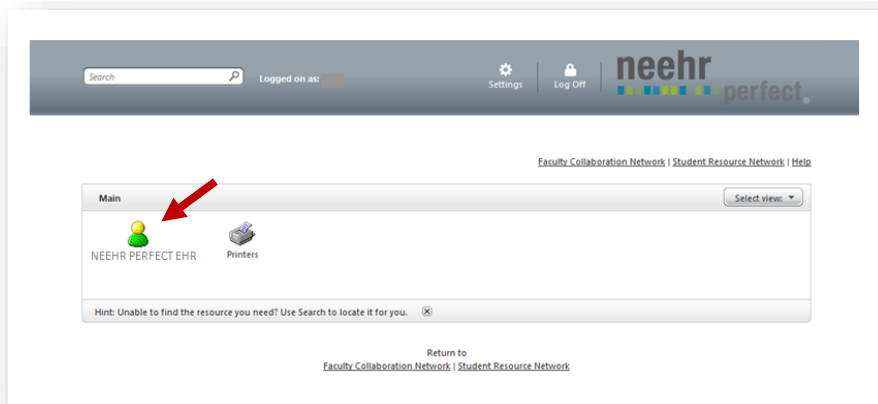 neehr
Search
Logged on as:
Settings
Log Off
perfect
Faculty Collaboration Network | Student Resource Network | Help
Main
Select view:
NEEHR PERFECT EHR
Printers
Hint: Unable to find the resource you need? Use Search to locate it for you.
Return to
Faculty Collaboration Network | Student Resource Network